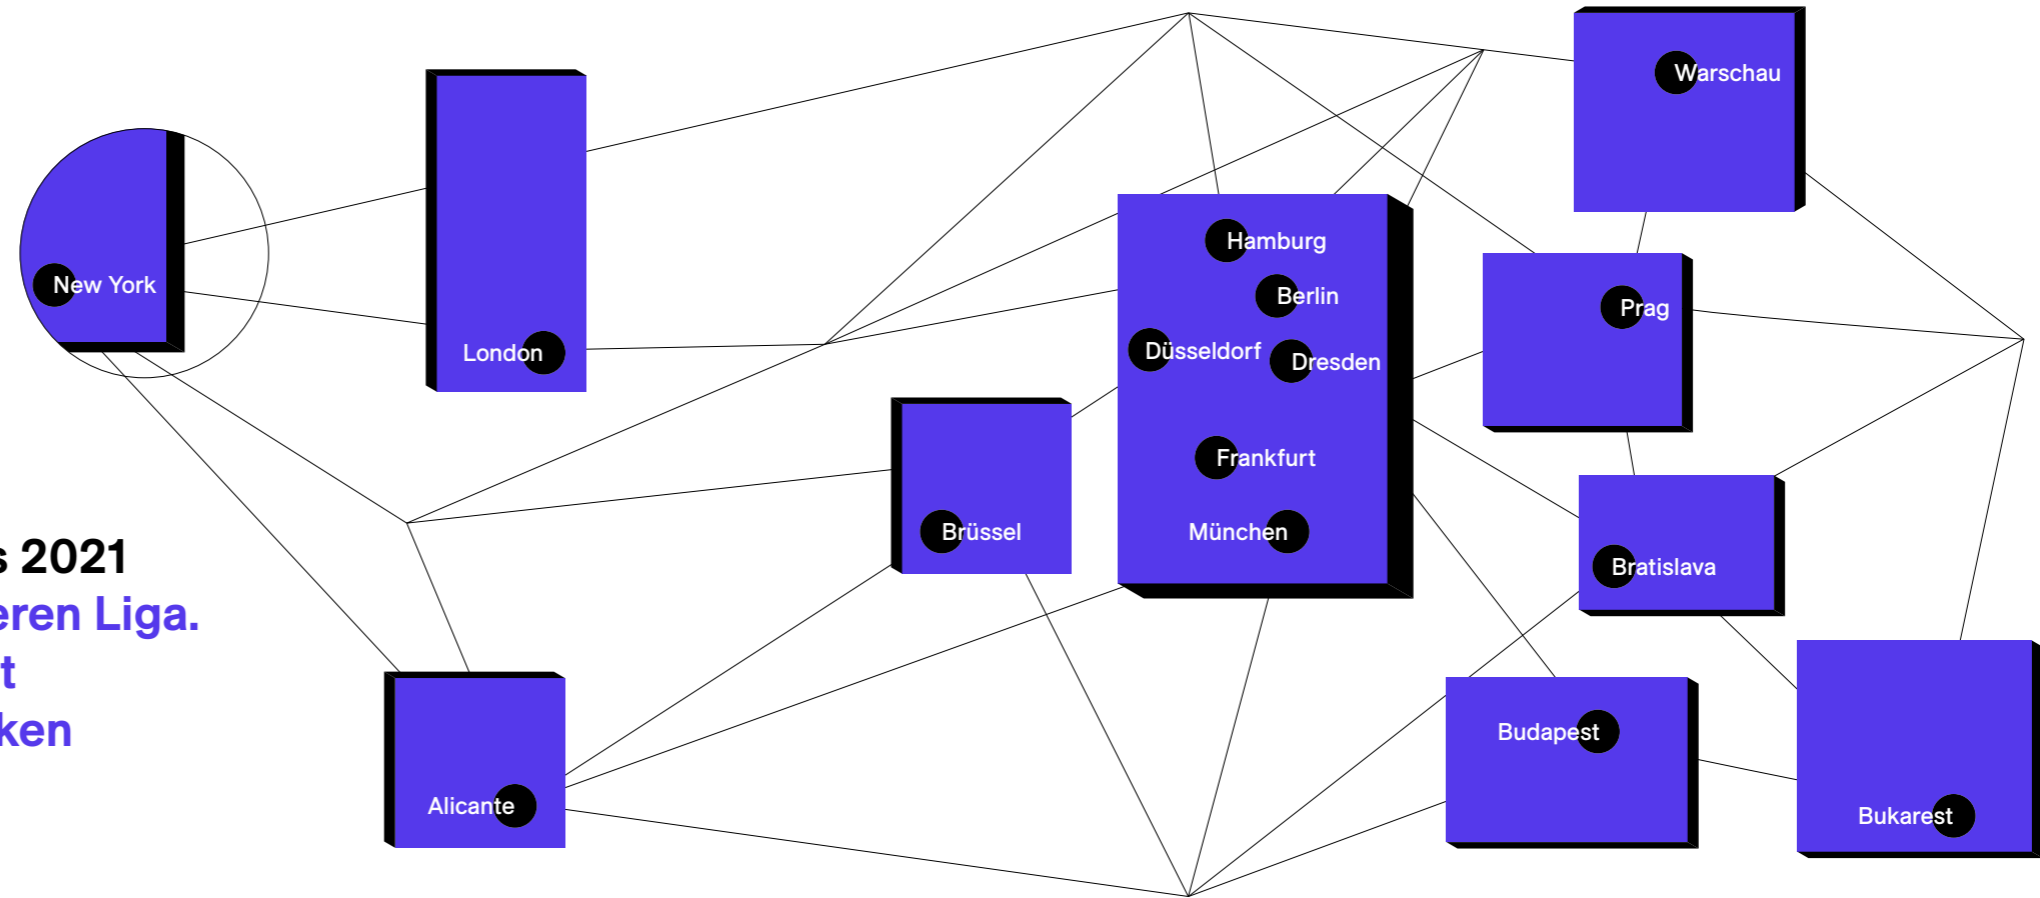 Warschau
Hamburg
New York
Berlin
Prag
London
Düsseldorf
Dresden
Frankfurt
Brüssel
München
Bratislava
s 2021
eren Liga.
t
ken
Budapest
Alicante
Bukarest